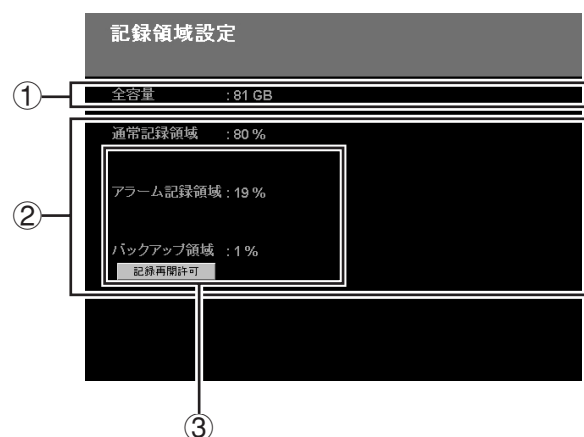 記録領域設定
① 全容量 : 81 GB
② 通常記録領域 : 80 %
アラーム記録領域 : 19 %
バックアップ領域 : 1 %
記録再開許可
③